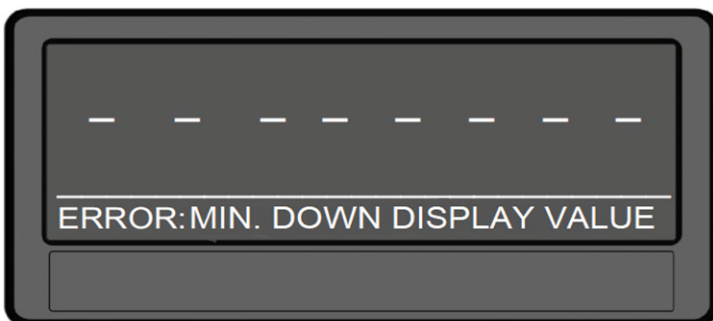 - - - - - - - -
ERROR:MIN. DOWN DISPLAY VALUE